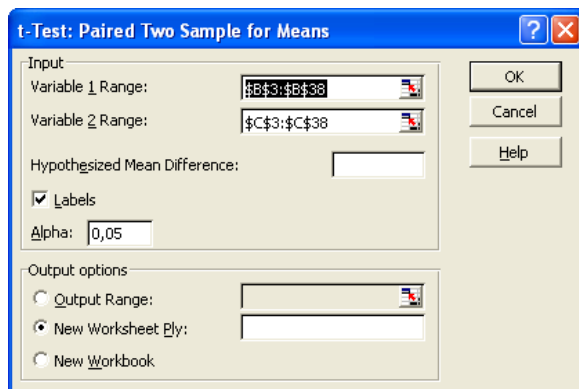 t-Test: Paired Two Sample for Means
Input
Variable 1 Range:
$B$3:$B$38
Variable 2 Range:
$C$3:$C$38
Hypothesized Mean Difference:
Labels
Alpha:
0,05
Output options
Output Range:
New Worksheet Ply:
New Workbook
OK
Cancel
Help